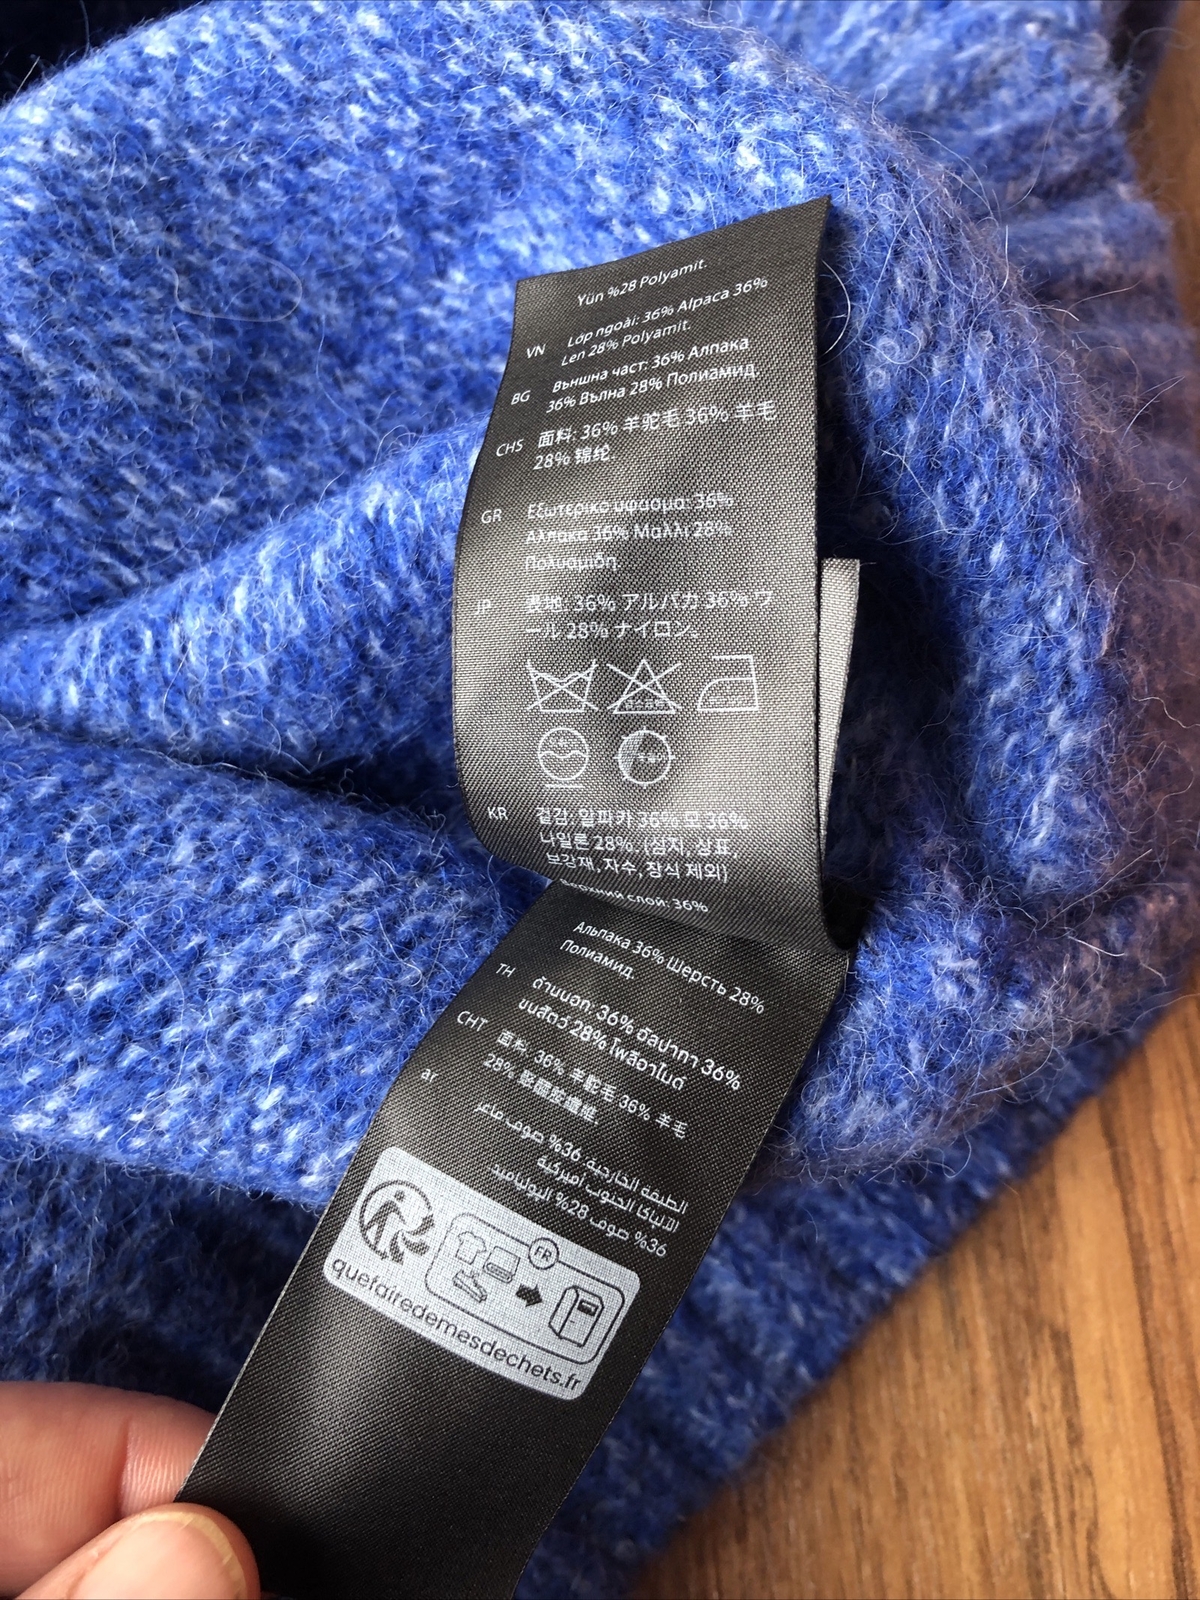 Yün %28 Polyamit.
VN Lớp ngoài: 36% Alpaca 36%
Len 28% Polyamit.
BG Външна част: 36% Алпака
36% Вълна 28% Полиамид
CHS 面料: 36% 羊驼毛 36% 羊毛
28% 锦纶
GR Εξωτερικό ύφασμα: 36%
Αλπακά 36% Μαλλί 28%
Πολυαμίδη
JP 表地: 36% アルパカ 36% ウ
ール 28% ナイロン。
KR 겉감: 알파카 36% 모 36%
나일론 28%. (심지, 상표,
보강재, 자수, 장식 제외)
Верхний слой: 36%
Альпака 36% Шерсть 28%
Полиамид.
TH ด้านนอก: 36% อัลปากา 36%
ขนสัตว์ 28% โพลีอาไมด์
CHT 面料: 36% 羊駝毛 36% 羊毛
28% 聚醯胺纖維.
ar الطبقة الخارجية: 36% صوف ماعز
الألباكا الجنوب أمريكية
36% صوف 28% البولياميد
FR
quefairedemesdechets.fr